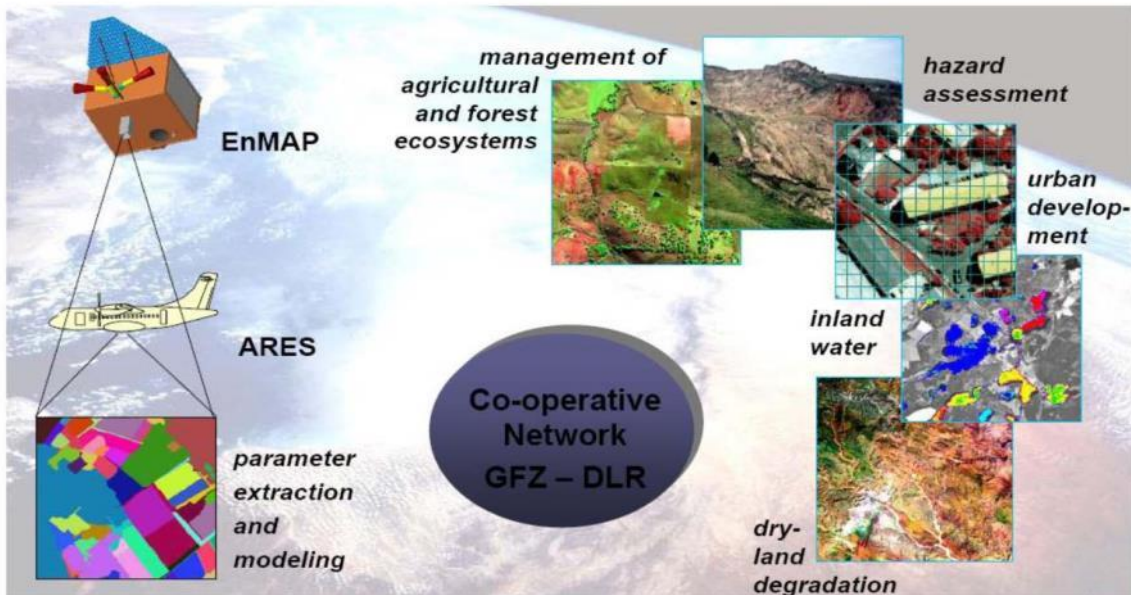 EnMAP
ARES
parameter
extraction
and
modeling
Co-operative
Network
GFZ – DLR
management of
agricultural
and forest
ecosystems
hazard
assessment
urban
develop-
ment
inland
water
dry-
land
degradation